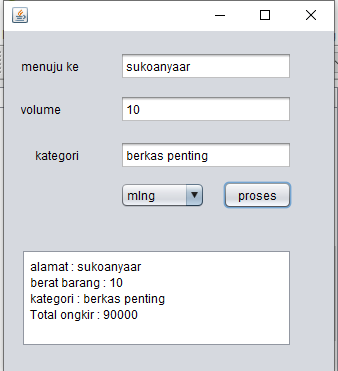 menuju ke sukoanyaar
volume 10
kategori berkas penting
mlng proses
alamat : sukoanyaar
berat barang : 10
kategori : berkas penting
Total ongkir : 90000